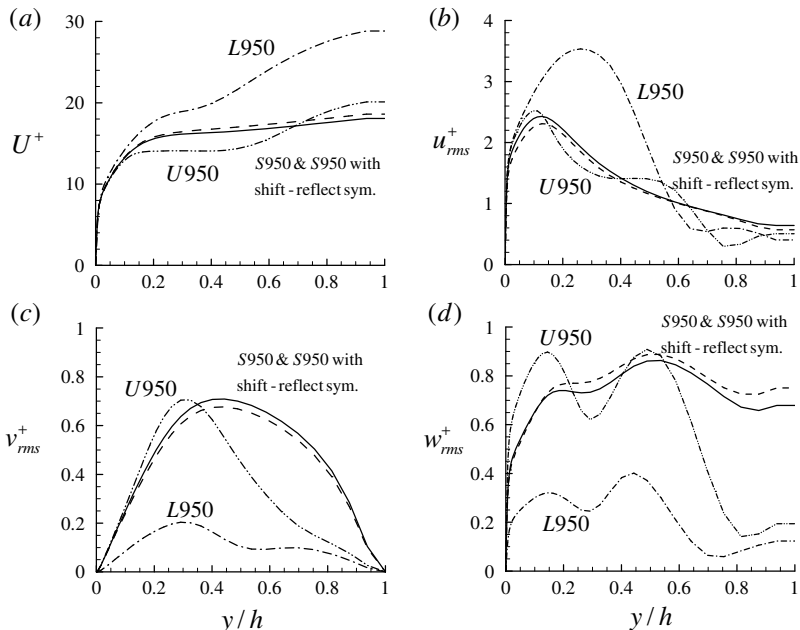 (a)
30
20
10
0
U+
L950
U950
S950 & S950 with
shift - reflect sym.
0 0.2 0.4 0.6 0.8 1
(b)
4
3
2
1
0
u+rms
L950
U950
S950 & S950 with
shift - reflect sym.
0 0.2 0.4 0.6 0.8 1
(c)
1
0.8
0.6
0.4
0.2
0
v+rms
S950 & S950 with
shift - reflect sym.
U950
L950
0 0.2 0.4 0.6 0.8 1
y / h
(d)
1
0.8
0.6
0.4
0.2
0
w+rms
S950 & S950 with
shift - reflect sym.
U950
L950
0 0.2 0.4 0.6 0.8 1
y / h